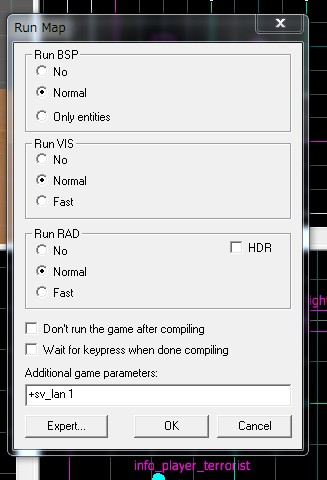 Run Map
Run BSP
No
Normal
Only entities
Run VIS
No
Normal
Fast
Run RAD
No
HDR
Normal
Fast
Don't run the game after compiling
Wait for keypress when done compiling
Additional game parameters:
+sv_lan 1
Expert...
OK
Cancel
info_player_terrorist